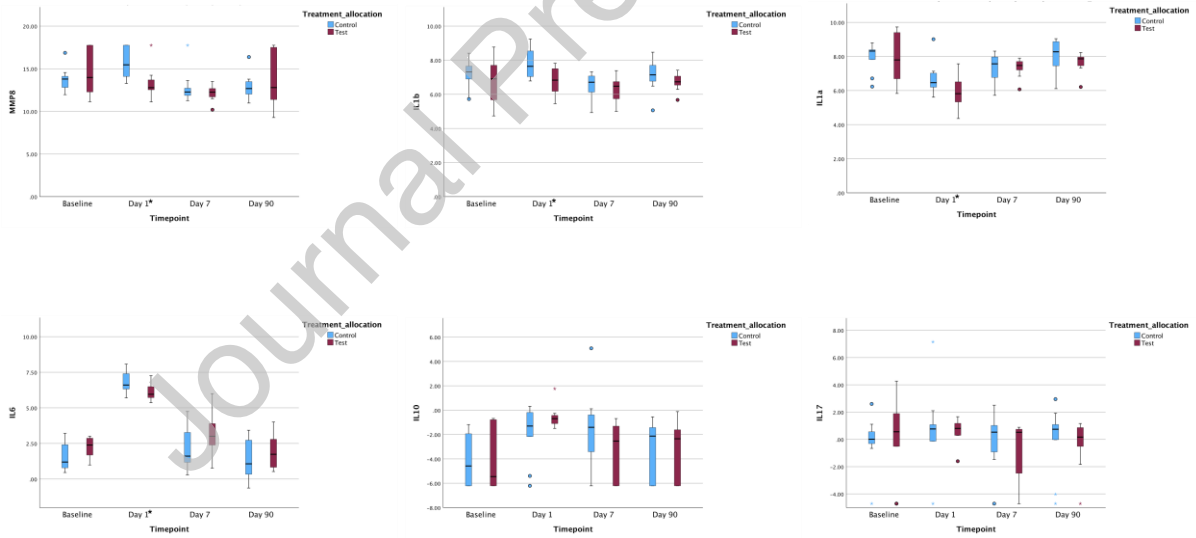 Treatment_allocation
Control
Test
20.00
15.00
10.00
5.00
.00
MMP8
Baseline
Day 1*
Day 7
Day 90
Timepoint
Treatment_allocation
Control
Test
10.00
8.00
6.00
4.00
2.00
.00
IL1b
Baseline
Day 1*
Day 7
Day 90
Timepoint
Treatment_allocation
Control
Test
10.00
8.00
6.00
4.00
2.00
.00
IL1a
Baseline
Day 1*
Day 7
Day 90
Timepoint
Treatment_allocation
Control
Test
10.00
7.50
5.00
2.50
.00
IL6
Baseline
Day 1*
Day 7
Day 90
Timepoint
Treatment_allocation
Control
Test
6.00
4.00
2.00
.00
-2.00
-4.00
-6.00
-8.00
IL10
Baseline
Day 1
Day 7
Day 90
Timepoint
Treatment_allocation
Control
Test
8.00
6.00
4.00
2.00
.00
-2.00
-4.00
IL17
Baseline
Day 1
Day 7
Day 90
Timepoint
Journal Pre